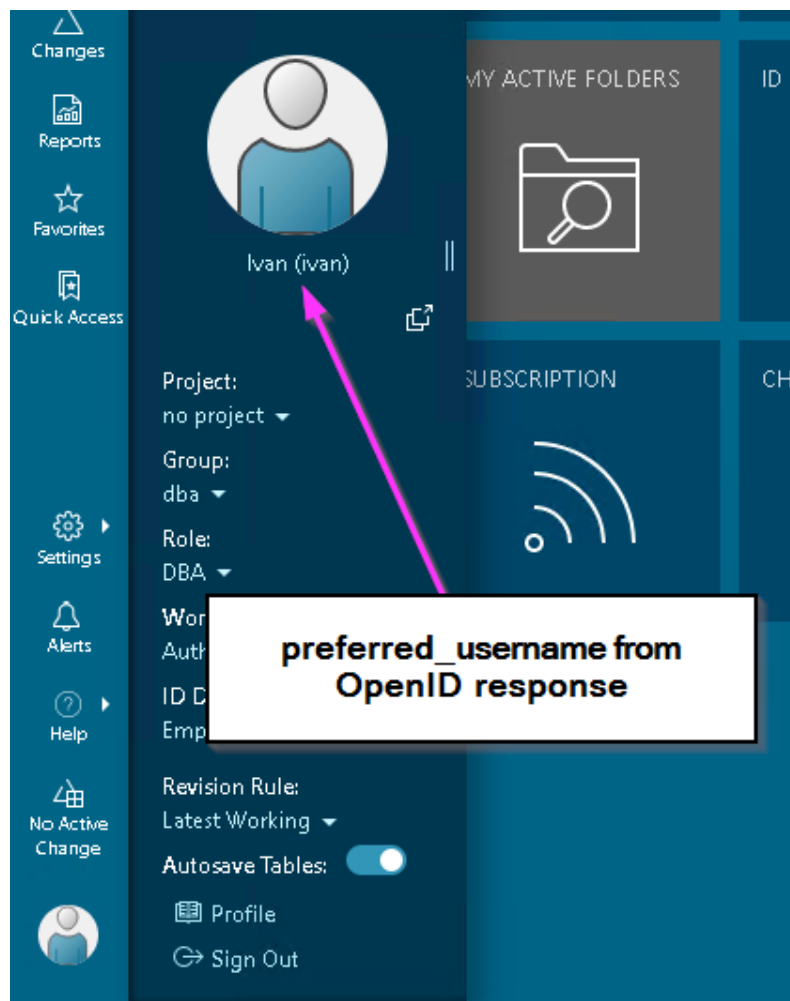 Changes
Reports
Favorites
Quick Access
Settings
Alerts
Help
No Active
Change
Ivan (ivan)
Project:
no project
Group:
dba
Role:
DBA
Wor
Auth
ID D
Emp
Revision Rule:
Latest Working
Autosave Tables:
Profile
Sign Out
MY ACTIVE FOLDERS
ID
SUBSCRIPTION
CH
preferred_username from
OpenID response